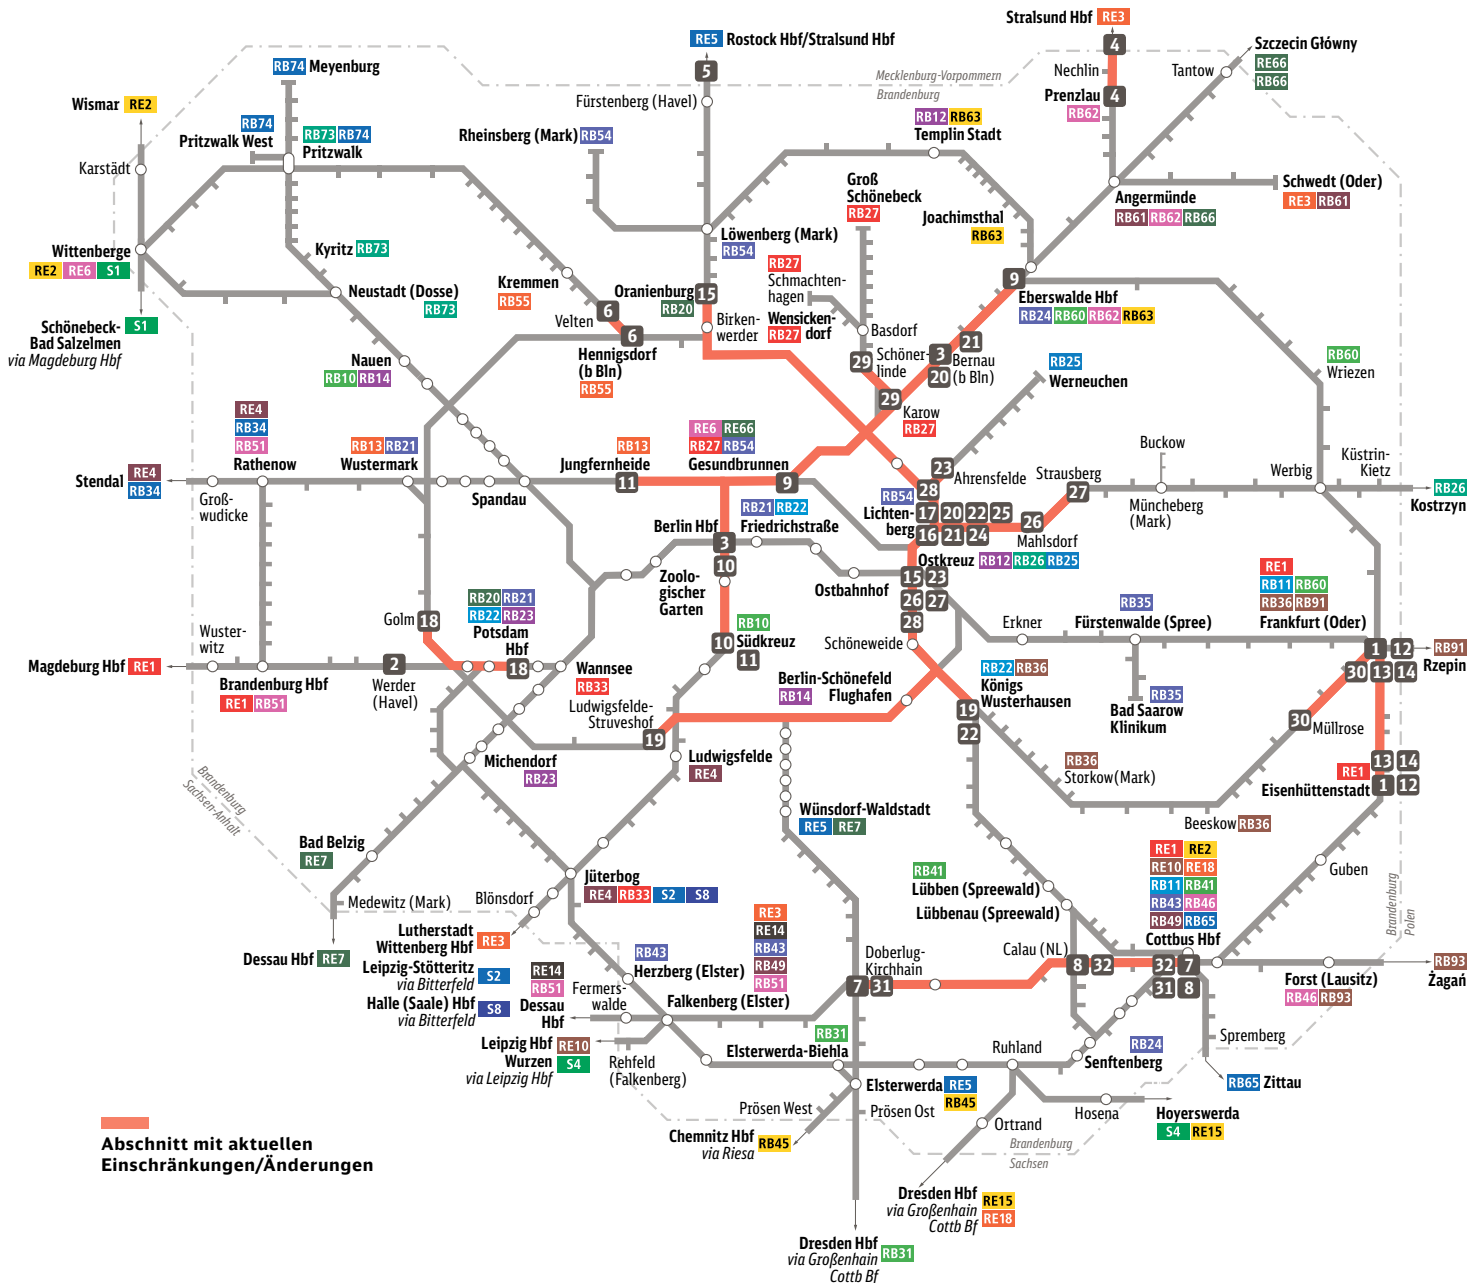 Stralsund Hbf RE3
4
RE5 Rostock Hbf/Stralsund Hbf
Szczecin Główny
RE66
RB66
RB74 Meyenburg
5
Mecklenburg-Vorpommern
Brandenburg
Nechlin
Tantow
Wismar RE2
Fürstenberg (Havel)
Prenzlau
4
RB62
RB74
Pritzwalk West
RB73 RB74
Pritzwalk
Rheinsberg (Mark) RB54
RB12 RB63
Templin Stadt
Karstädt
Groß
Schönebeck
RB27
Schwedt (Oder)
RE3 RB61
Angermünde
RB61 RB62 RE66
Joachimsthal
RB63
Wittenberge
RE2 RE6 S1
Kyritz RB73
Löwenberg (Mark)
RB54
RB27
Schmachten-
hagen
Kremmen
RB55
Oranienburg
RB20
15
9
Eberswalde Hbf
RB24 RB60 RB62 RB63
Neustadt (Dosse)
RB73
Velten
6
6
Birken-
werder
Wensicken-
dorf
RB27
Basdorf
Schönebeck-
Bad Salzelmen
via Magdeburg Hbf
S1
Hennigsdorf
(b Bln)
RB55
29
Schöner-
linde
3
20
21
Bernau
(b Bln)
Nauen
RB10 RB14
RB25
Werneuchen
RB60
Wriezen
29
Karow
RB27
RE4
RB34
RB51
Rathenow
RB13 RB21
Wustermark
RB13
Jungfernheide
RE6 RE66
RB27 RB54
Gesundbrunnen
Buckow
Küstrin-
Kietz
Werbig
Stendal RE4
RB34
Groß-
wudicke
Spandau
11
9
23
Ahrensfelde
Strausberg
27
Müncheberg
(Mark)
RB26
Kostrzyn
RB54
Lichten-
berg
28
17 20 22 25
16 21 24
26
Mahlsdorf
RB21 RB22
Friedrichstraße
Berlin Hbf
3
10
Zoolo-
gischer
Garten
Ostbahnhof
Ostkreuz RB12 RB26 RB25
15 23
26 27
28
RE1
RB11 RB60
RB36 RB91
Frankfurt (Oder)
Golm
18
RB20 RB21
RB22 RB23
Potsdam
Hbf
RB10
Südkreuz
10
11
Schöneweide
Erkner
RB35
Fürstenwalde (Spree)
Wuster-
witz
Magdeburg Hbf RE1
Brandenburg Hbf
RE1 RB51
2
Werder
(Havel)
18
Wannsee
RB33
Berlin-Schönefeld
Flughafen
RB14
RB22 RB36
Königs
Wusterhausen
1 12
30 13 14
RB91
Rzepin
Ludwigsfelde-
Struveshof
19
19
22
RB35
Bad Saarow
Klinikum
30
Müllrose
Michendorf
RB23
Ludwigsfelde
RE4
RB36
Storkow(Mark)
13 14
1 12
RE1
Eisenhüttenstadt
Brandenburg
Sachsen-Anhalt
Wünsdorf-Waldstadt
RE5 RE7
Beeskow RB36
Bad Belzig
RE7
RE1 RE2
RE10 RE18
RB11 RB41
RB43 RB46
RB49 RB65
Cottbus Hbf
Guben
Jüterbog
RE4 RB33 S2 S8
RB41
Lübben (Spreewald)
Lübbenau (Spreewald)
Medewitz (Mark)
Blönsdorf
RE3
RE14
RB43
RB49
RB51
Brandenburg
Polen
Lutherstadt
Wittenberg Hbf RE3
Leipzig-Stötteritz
via Bitterfeld
S2
Halle (Saale) Hbf
via Bitterfeld
S8
Dessau Hbf RE7
RB43
Herzberg (Elster)
Doberlug-
Kirchhain
7 31
Calau (NL)
8 32
32 7
31 8
Forst (Lausitz)
RB46 RB93
RB93
Żagań
RE14
RB51
Dessau
Hbf
Fermers-
walde
Falkenberg (Elster)
RB31
Elsterwerda-Biehla
Spremberg
Leipzig Hbf RE10
Wurzen S4
via Leipzig Hbf
Rehfeld
(Falkenberg)
Ruhland
RB24
Senftenberg
RB65 Zittau
Elsterwerda RE5
RB45
Prösen West
Prösen Ost
Hosena
Hoyerswerda
S4 RE15
Ortrand
Chemnitz Hbf
via Riesa
RB45
Brandenburg
Sachsen
Abschnitt mit aktuellen
Einschränkungen/Änderungen
Dresden Hbf
via Großenhain
Cottb Bf
RE15
RE18
Dresden Hbf
via Großenhain
Cottb Bf
RB31